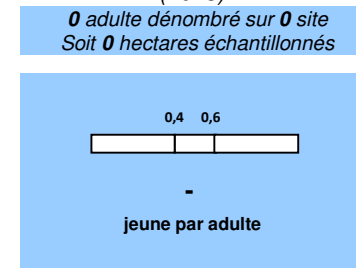 0 adulte dénombré sur 0 site
Soit 0 hectares échantillonnés
0,4 0,6
-
jeune par adulte